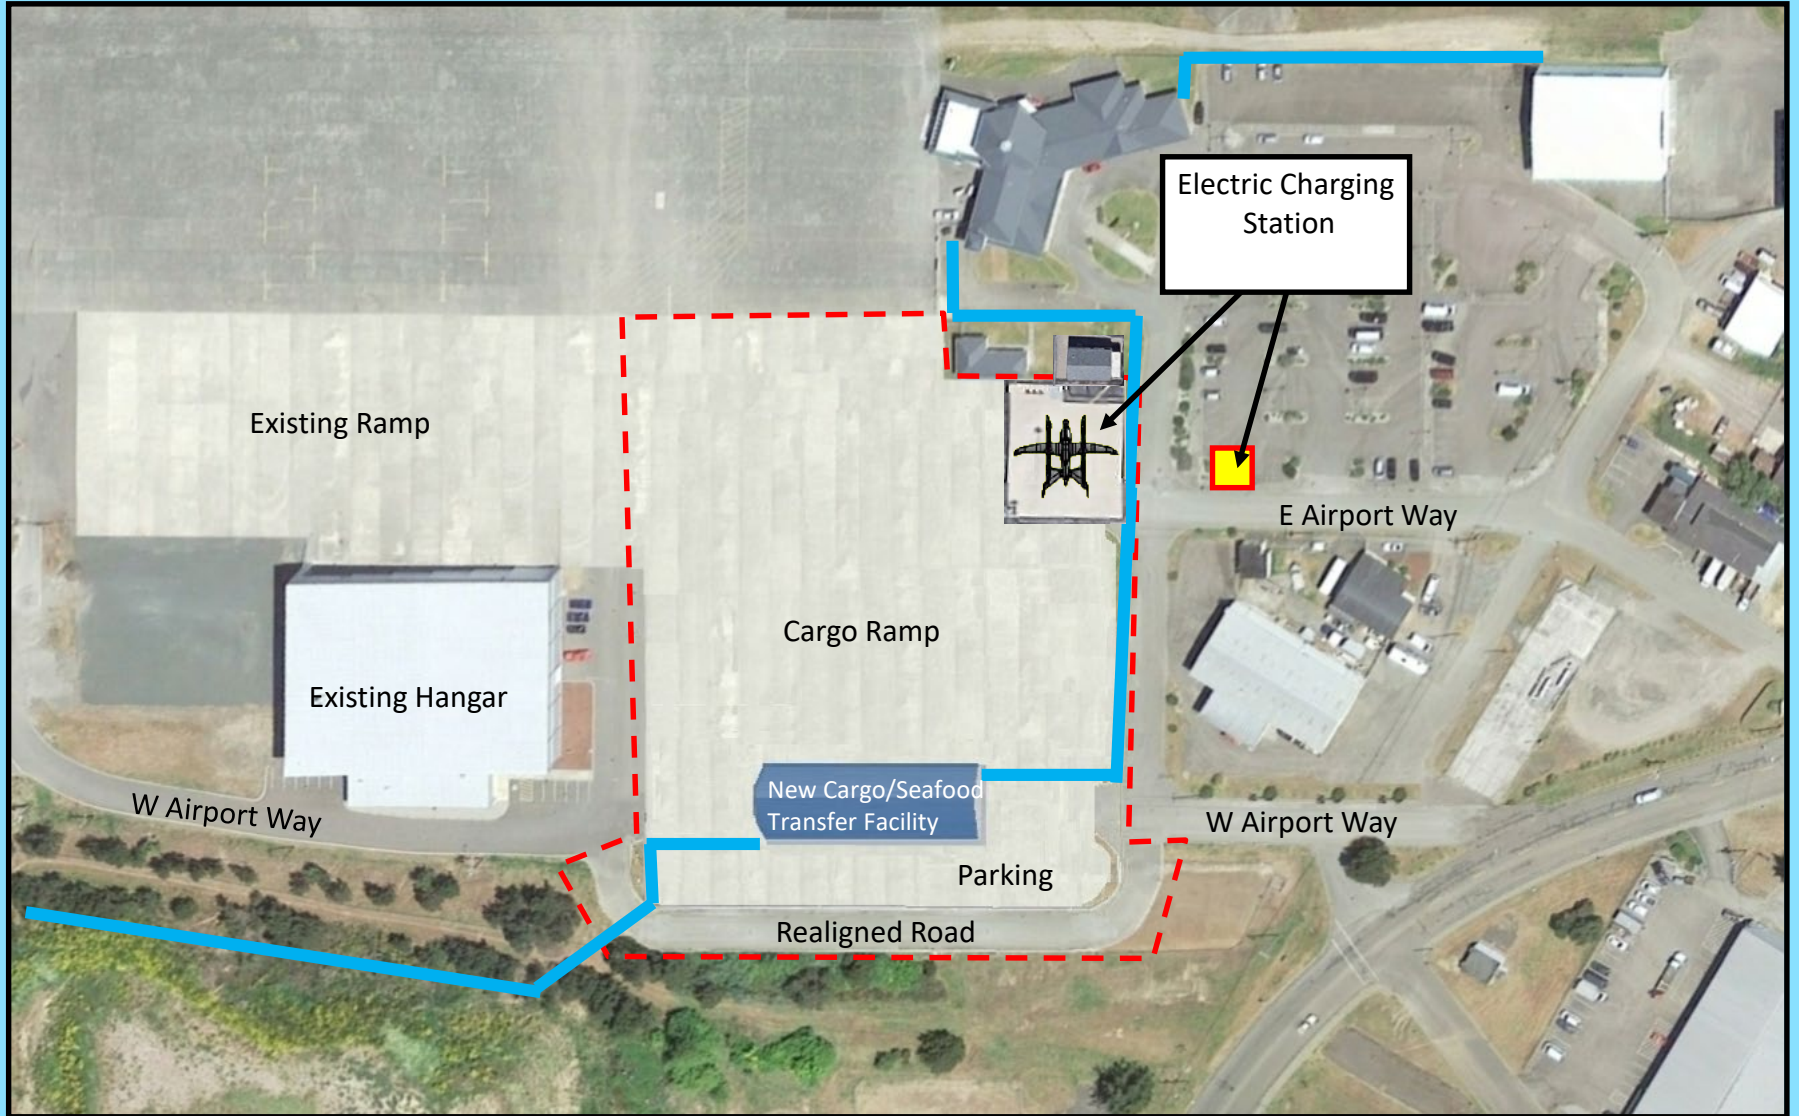 Electric Charging
Station
Existing Ramp
E Airport Way
Cargo Ramp
Existing Hangar
New Cargo/Seafood
Transfer Facility
W Airport Way
W Airport Way
Parking
Realigned Road